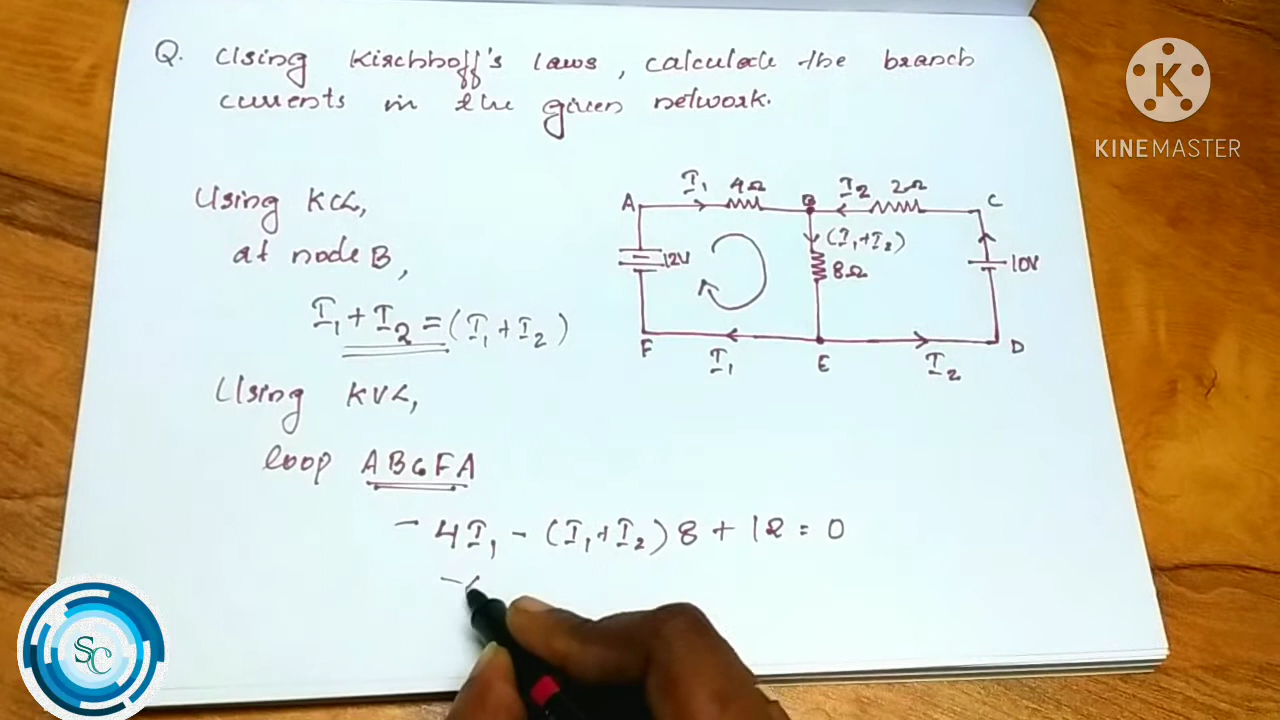 Q. Using Kirchhoff's laws, calculate the branch
currents in the given network.
K
KINEMASTER
Using KCL,
at node B,
I₁ + I₂ = (I₁ + I₂)
Using KVL,
loop ABGFA
- 4I₁ - (I₁ + I₂) 8 + 12 = 0
A
I₁
4Ω
B
I₂
2Ω
C
12V
(I₁+I₂)
8Ω
10V
F
I₁
E
I₂
D
SC